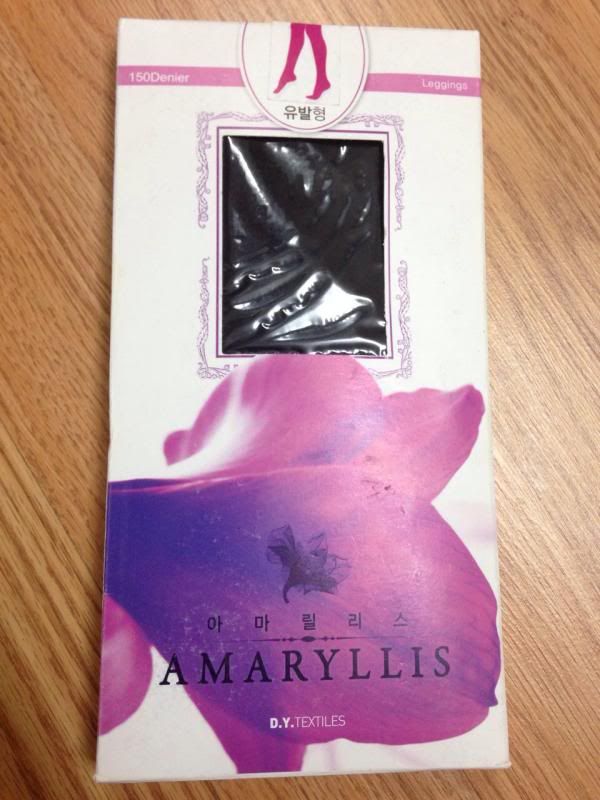 150Denier
Leggings
유발형
아마릴리스
AMARYLLIS
D.Y.TEXTILES